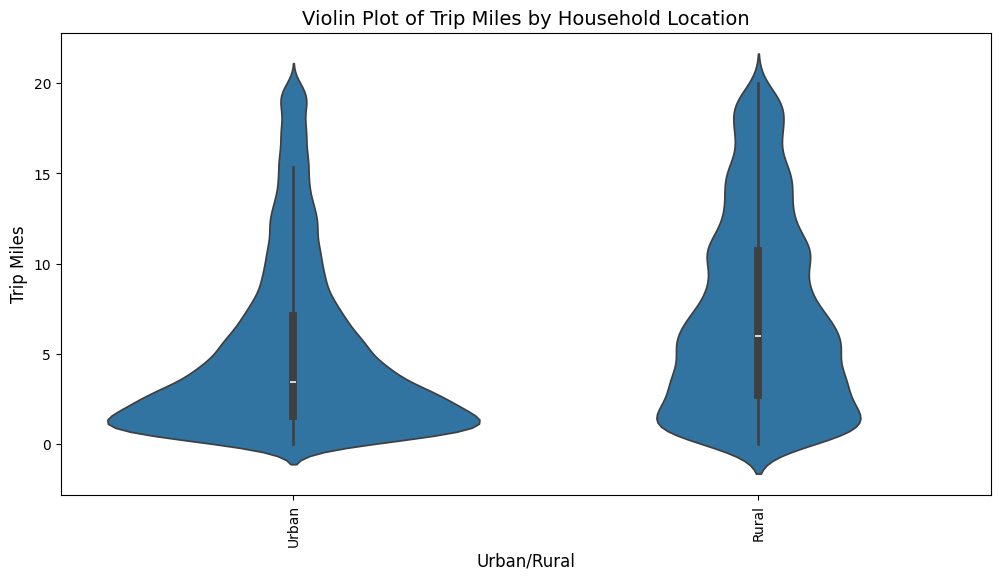 Violin Plot of Trip Miles by Household Location
Trip Miles
20
15
10
5
0
Urban
Rural
Urban/Rural